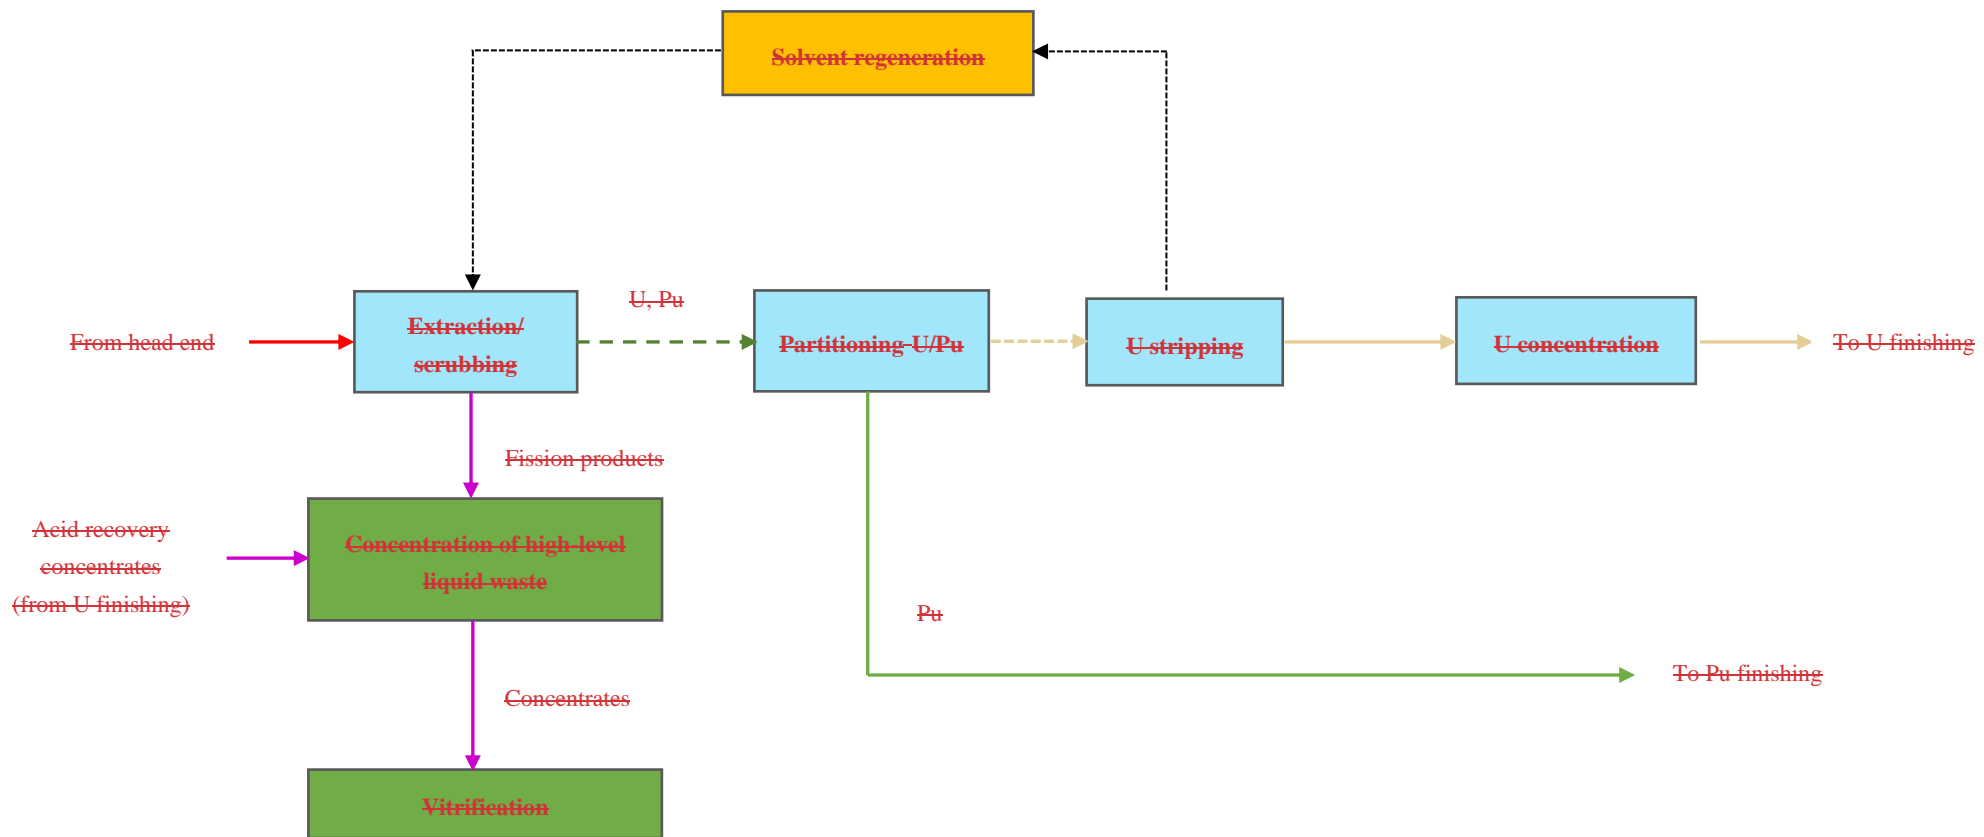 Solvent regeneration
U, Pu
From head end
Extraction/
scrubbing
Partitioning U/Pu
U stripping
U concentration
To U finishing
Fission products
Acid recovery
concentrates
(from U finishing)
Concentration of high-level
liquid waste
Pu
To Pu finishing
Concentrates
Vitrification